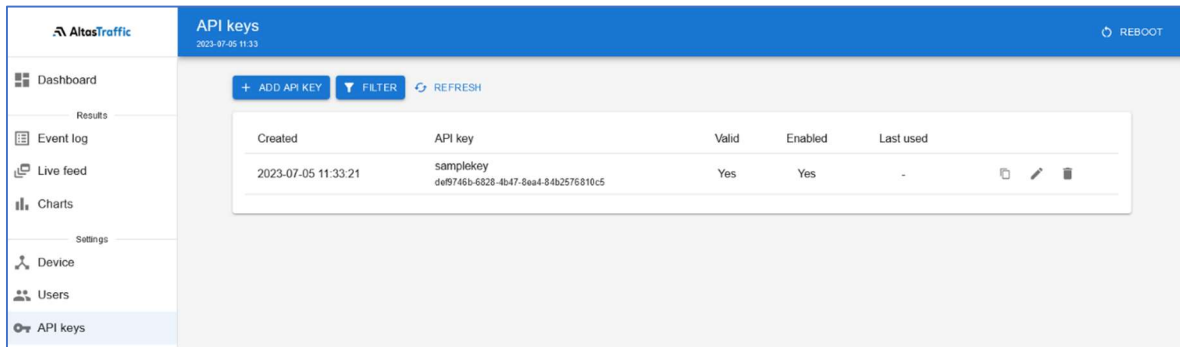 AltasTraffic
API keys
2023-07-05 11:33
REBOOT
Dashboard
Results
Event log
Live feed
Charts
Settings
Device
Users
API keys
+ ADD API KEY FILTER REFRESH
Created API key Valid Enabled Last used
2023-07-05 11:33:21 samplekey Yes Yes -
def9746b-6828-4b47-8ea4-84b2576810c5